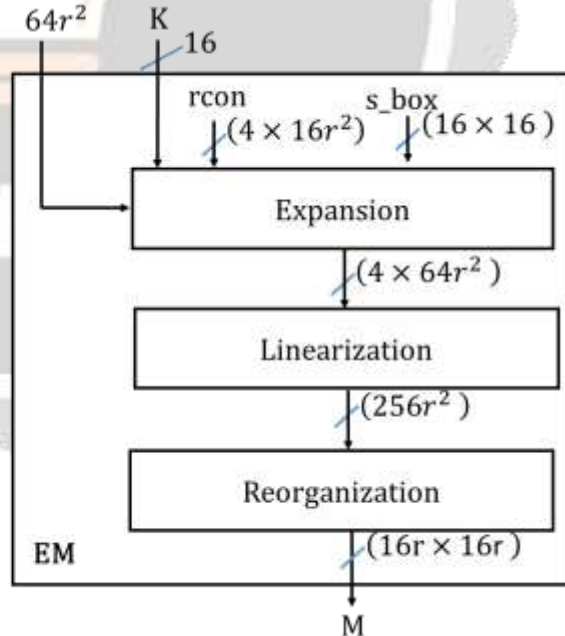 64r²
K
16
rcon
s_box
(4 × 16r²)
(16 × 16 )
Expansion
(4 × 64r² )
Linearization
(256r² )
Reorganization
EM
(16r × 16r)
M